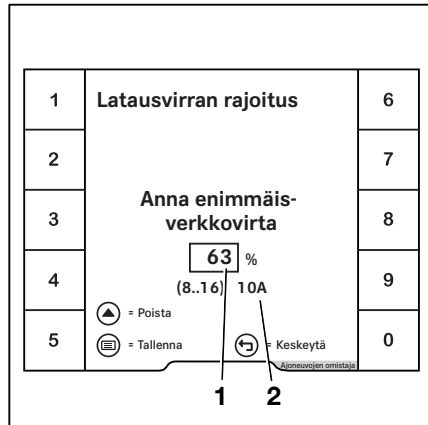 Latausvirran rajoitus
1
2
3
4
5
Anna enimmäis-
verkkovirta
63 %
(8..16) 10A
= Poista
= Tallenna
= Keskeytä
Ajoneuvojen omistaja
6
7
8
9
0
1 2